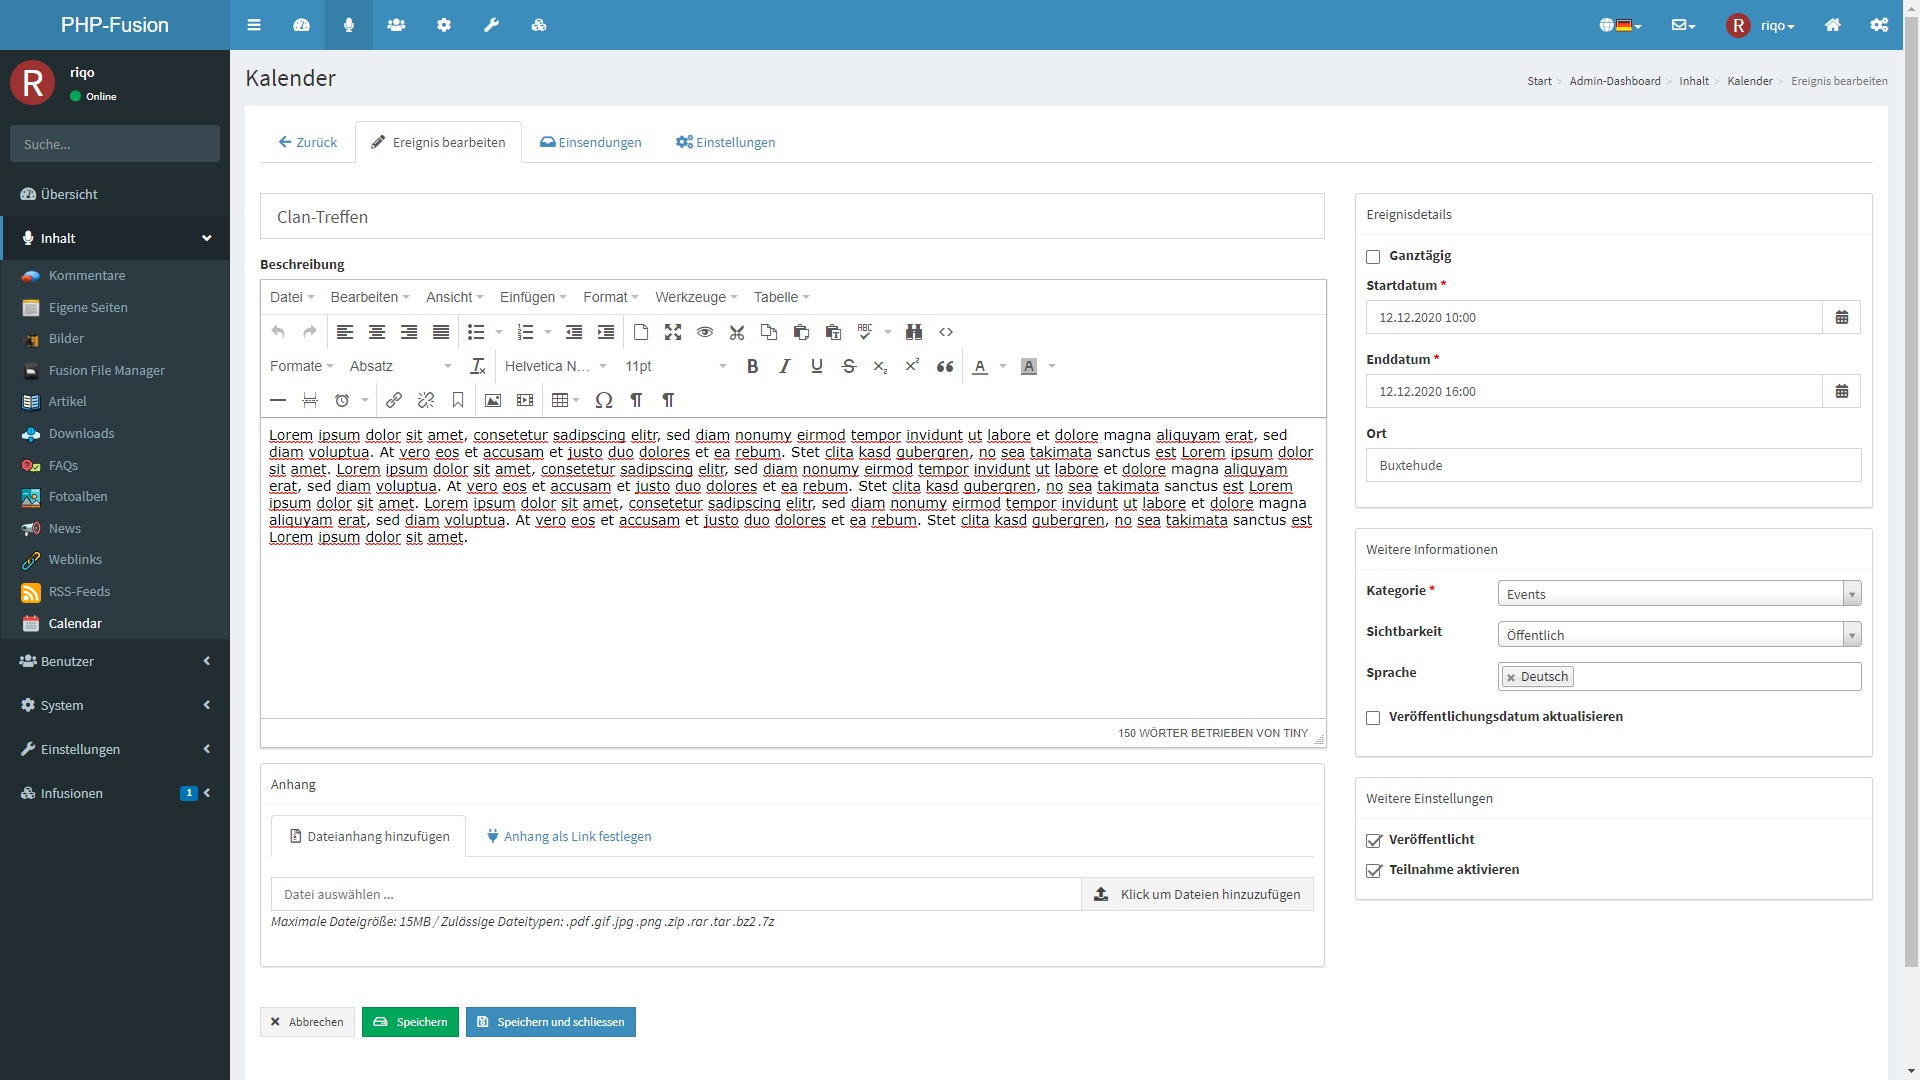 PHP-Fusion
R riqo
R
riqo
Online
Suche...
Übersicht
Inhalt
Kommentare
Eigene Seiten
Bilder
Fusion File Manager
Artikel
Downloads
FAQs
Fotoalben
News
Weblinks
RSS-Feeds
Calendar
Benutzer
System
Einstellungen
Infusionen 1
Kalender
Start > Admin-Dashboard > Inhalt > Kalender > Ereignis bearbeiten
Zurück Ereignis bearbeiten Einsendungen Einstellungen
Clan-Treffen
Beschreibung
Datei Bearbeiten Ansicht Einfügen Format Werkzeuge Tabelle
ABC
Formate Absatz Helvetica N... 11pt B I U S X₂ X² A A
Lorem ipsum dolor sit amet, consetetur sadipscing elitr, sed diam nonumy eirmod tempor invidunt ut labore et dolore magna aliquyam erat, sed
diam voluptua. At vero eos et accusam et justo duo dolores et ea rebum. Stet clita kasd gubergren, no sea takimata sanctus est Lorem ipsum dolor
sit amet. Lorem ipsum dolor sit amet, consetetur sadipscing elitr, sed diam nonumy eirmod tempor invidunt ut labore et dolore magna aliquyam
erat, sed diam voluptua. At vero eos et accusam et justo duo dolores et ea rebum. Stet clita kasd gubergren, no sea takimata sanctus est Lorem
ipsum dolor sit amet. Lorem ipsum dolor sit amet, consetetur sadipscing elitr, sed diam nonumy eirmod tempor invidunt ut labore et dolore magna
aliquyam erat, sed diam voluptua. At vero eos et accusam et justo duo dolores et ea rebum. Stet clita kasd gubergren, no sea takimata sanctus est
Lorem ipsum dolor sit amet.
150 WÖRTER BETRIEBEN VON TINY
Anhang
Dateianhang hinzufügen Anhang als Link festlegen
Datei auswählen ... Klick um Dateien hinzuzufügen
Maximale Dateigröße: 15MB / Zulässige Dateitypen: .pdf .gif .jpg .png .zip .rar .tar .bz2 .7z
Abbrechen Speichern Speichern und schliessen
Ereignisdetails
Ganztägig
Startdatum *
12.12.2020 10:00
Enddatum *
12.12.2020 16:00
Ort
Buxtehude
Weitere Informationen
Kategorie * Events
Sichtbarkeit Öffentlich
Sprache × Deutsch
Veröffentlichungsdatum aktualisieren
Weitere Einstellungen
Veröffentlicht
Teilnahme aktivieren